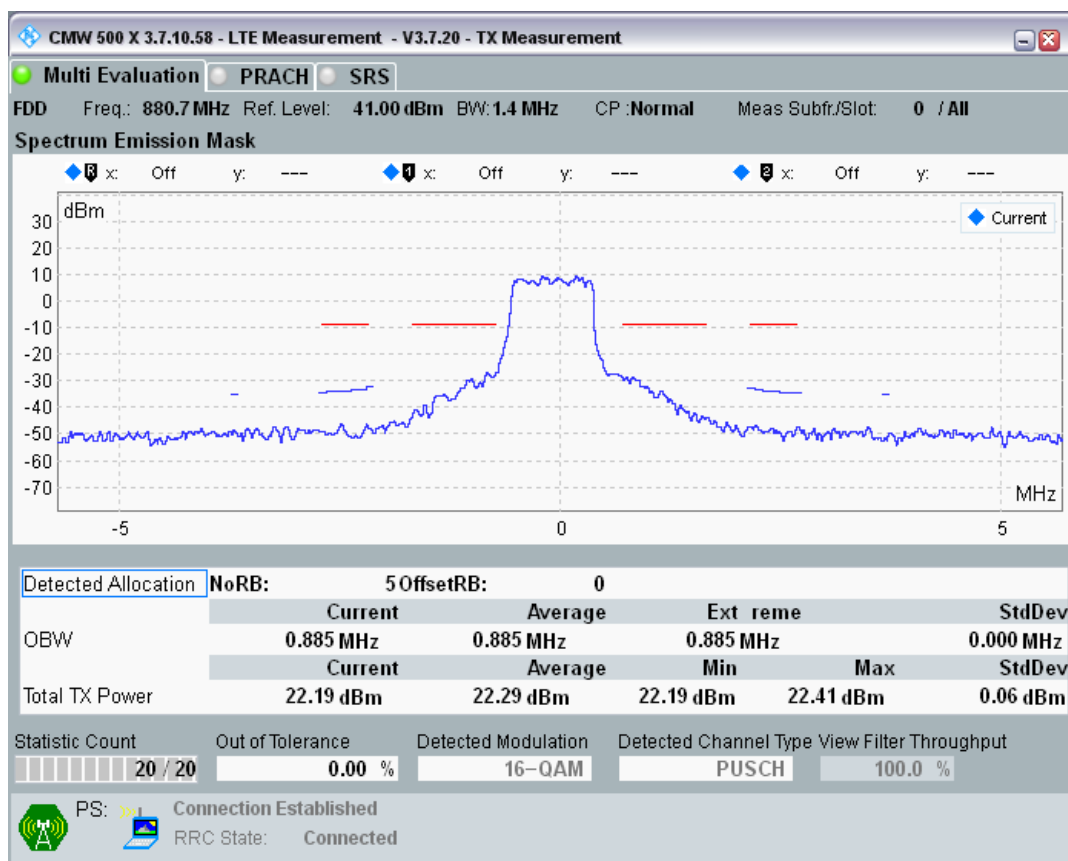 CMW 500 X 3.7.10.58 - LTE Measurement - V3.7.20 - TX Measurement
Multi Evaluation PRACH SRS
FDD Freq.: 880.7 MHz Ref. Level: 41.00 dBm BW: 1.4 MHz CP :Normal Meas Subfr./Slot: 0 / All
Spectrum Emission Mask
R x: Off y: --- 1 x: Off y: --- 2 x: Off y: ---
dBm
Current
30
20
10
0
-10
-20
-30
-40
-50
-60
-70
MHz
-5 0 5
Detected Allocation NoRB: 5 OffsetRB: 0
Current Average Ext reme StdDev
OBW 0.885 MHz 0.885 MHz 0.885 MHz 0.000 MHz
Current Average Min Max StdDev
Total TX Power 22.19 dBm 22.29 dBm 22.19 dBm 22.41 dBm 0.06 dBm
Statistic Count Out of Tolerance Detected Modulation Detected Channel Type View Filter Throughput
20 / 20 0.00 % 16-QAM PUSCH 100.0 %
PS: Connection Established
RRC State: Connected